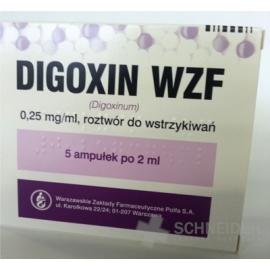 DIGOXIN WZF
(Digoxinum)
0,25 mg/ml, roztwór do wstrzykiwań
5 ampułek po 2 ml
Warszawskie Zakłady Farmaceutyczne Polfa S.A.
ul. Karolkowa 22/24; 01-207 Warszawa
SCHNEIDER